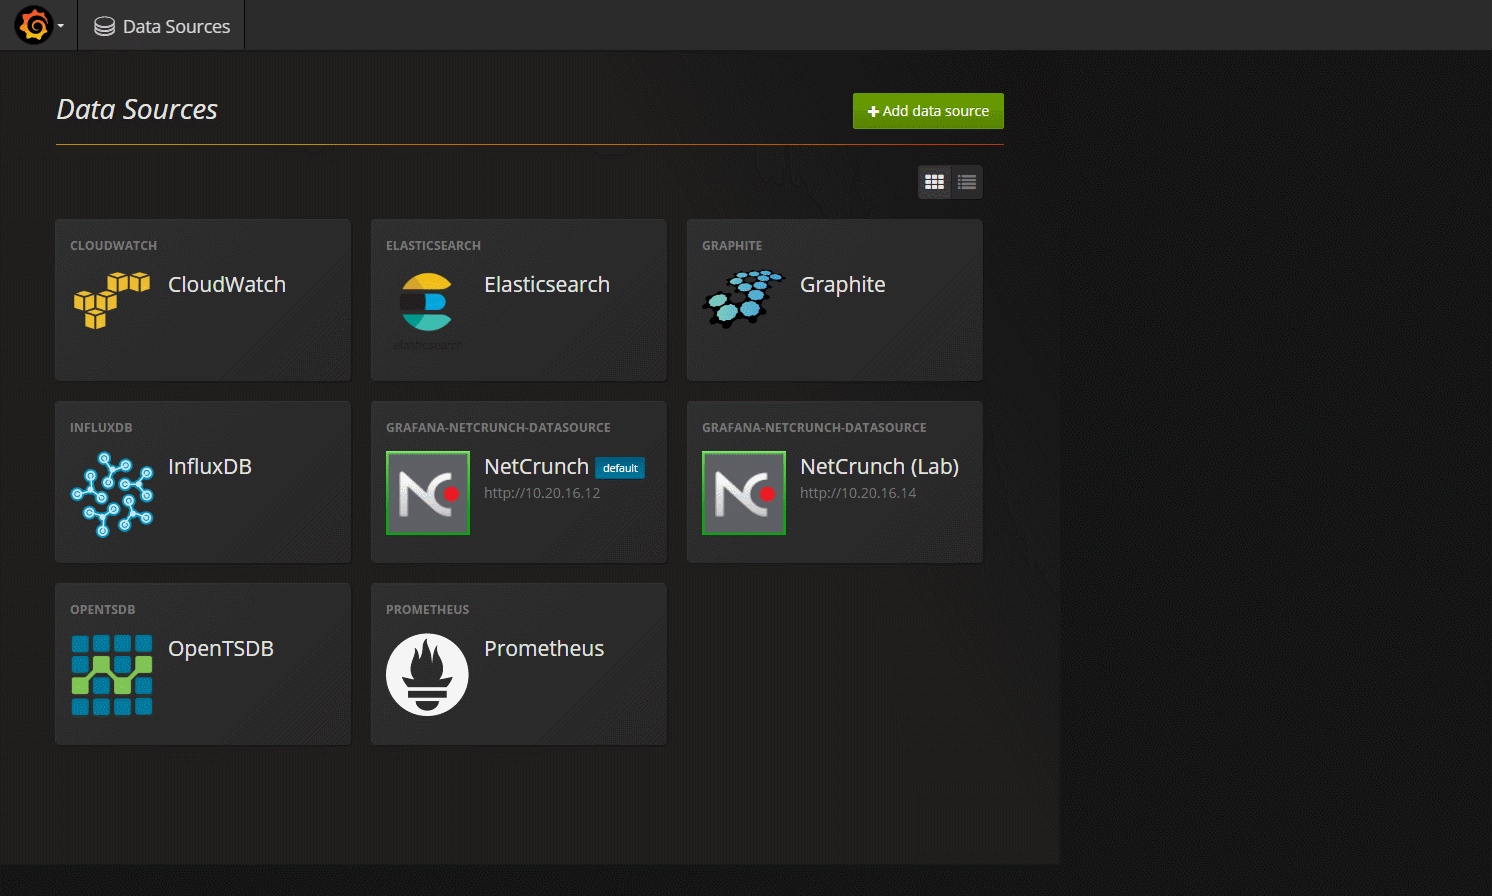 Data Sources
Data Sources
Add data source
CLOUDWATCH
CloudWatch
ELASTICSEARCH
Elasticsearch
elasticsearch
GRAPHITE
Graphite
INFLUXDB
InfluxDB
GRAFANA-NETCRUNCH-DATASOURCE
NetCrunch default
http://10.20.16.12
GRAFANA-NETCRUNCH-DATASOURCE
NetCrunch (Lab)
http://10.20.16.14
OPENTSDB
OpenTSDB
PROMETHEUS
Prometheus